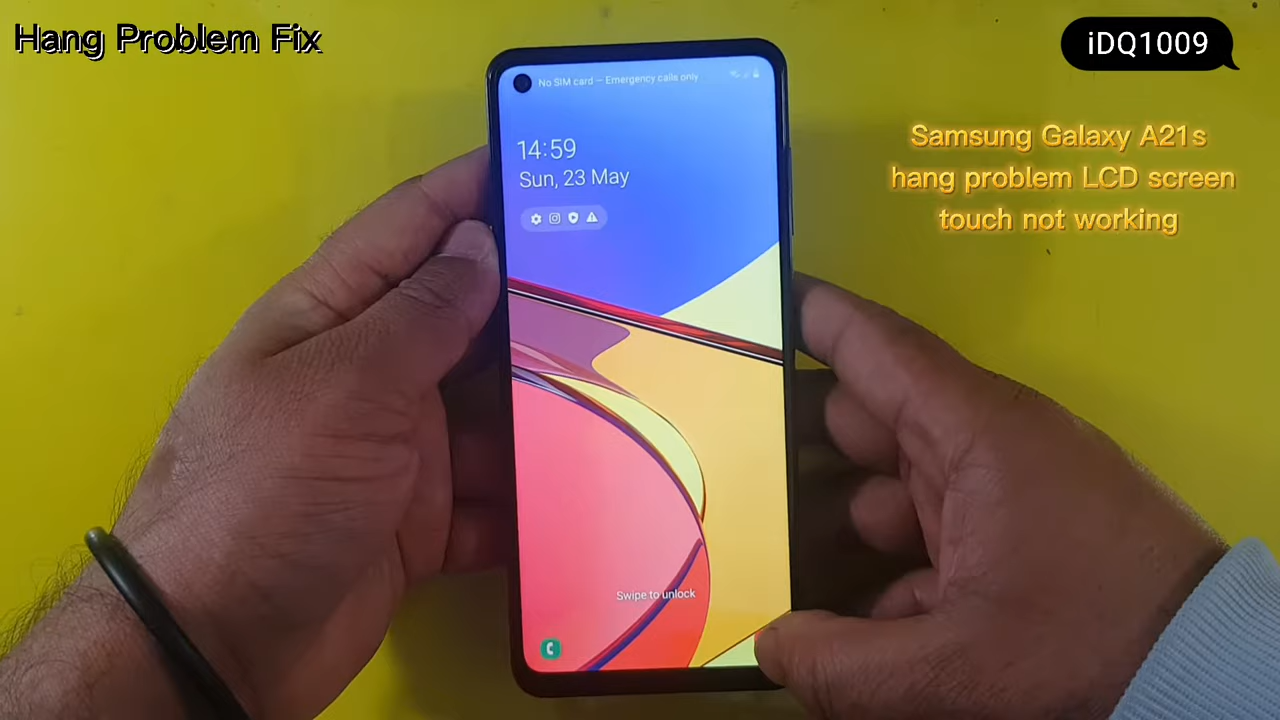 Hang Problem Fix
iDQ1009
Samsung Galaxy A21s
hang problem LCD screen
touch not working
No SIM card — Emergency calls only
14:59
Sun, 23 May
Swipe to unlock